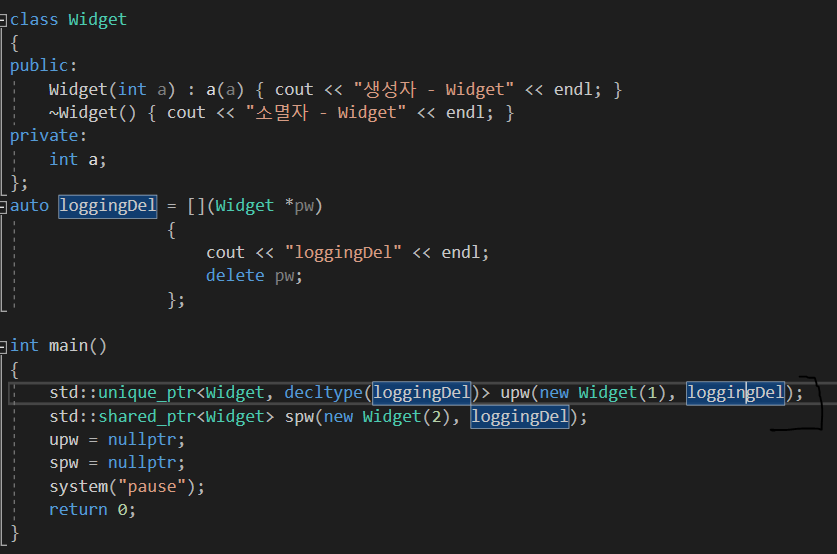 class Widget
{
public:
    Widget(int a) : a(a) { cout << "생성자 - Widget" << endl; }
    ~Widget() { cout << "소멸자 - Widget" << endl; }
private:
    int a;
};
auto loggingDel = [](Widget *pw)
                {
                    cout << "loggingDel" << endl;
                    delete pw;
                };

int main()
{
    std::unique_ptr<Widget, decltype(loggingDel)> upw(new Widget(1), loggingDel);
    std::shared_ptr<Widget> spw(new Widget(2), loggingDel);
    upw = nullptr;
    spw = nullptr;
    system("pause");
    return 0;
}